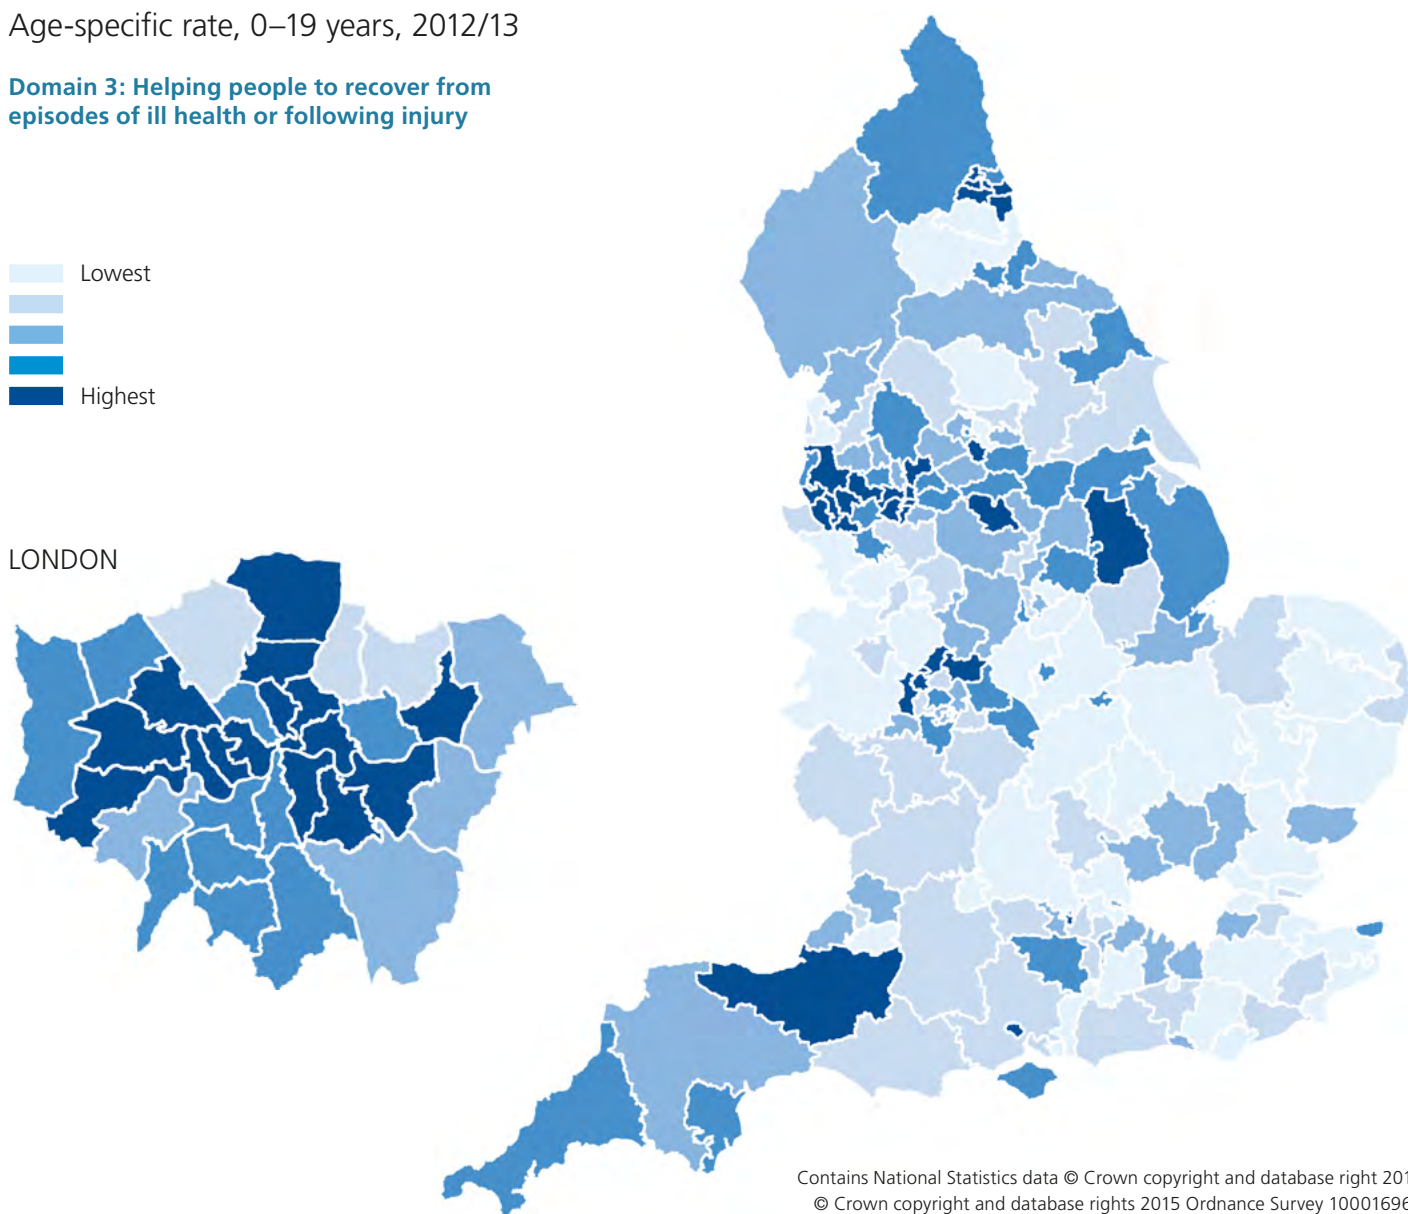 Age-specific rate, 0–19 years, 2012/13
Domain 3: Helping people to recover from
episodes of ill health or following injury
Lowest
Highest
LONDON
Contains National Statistics data © Crown copyright and database right 201
© Crown copyright and database rights 2015 Ordnance Survey 10001696